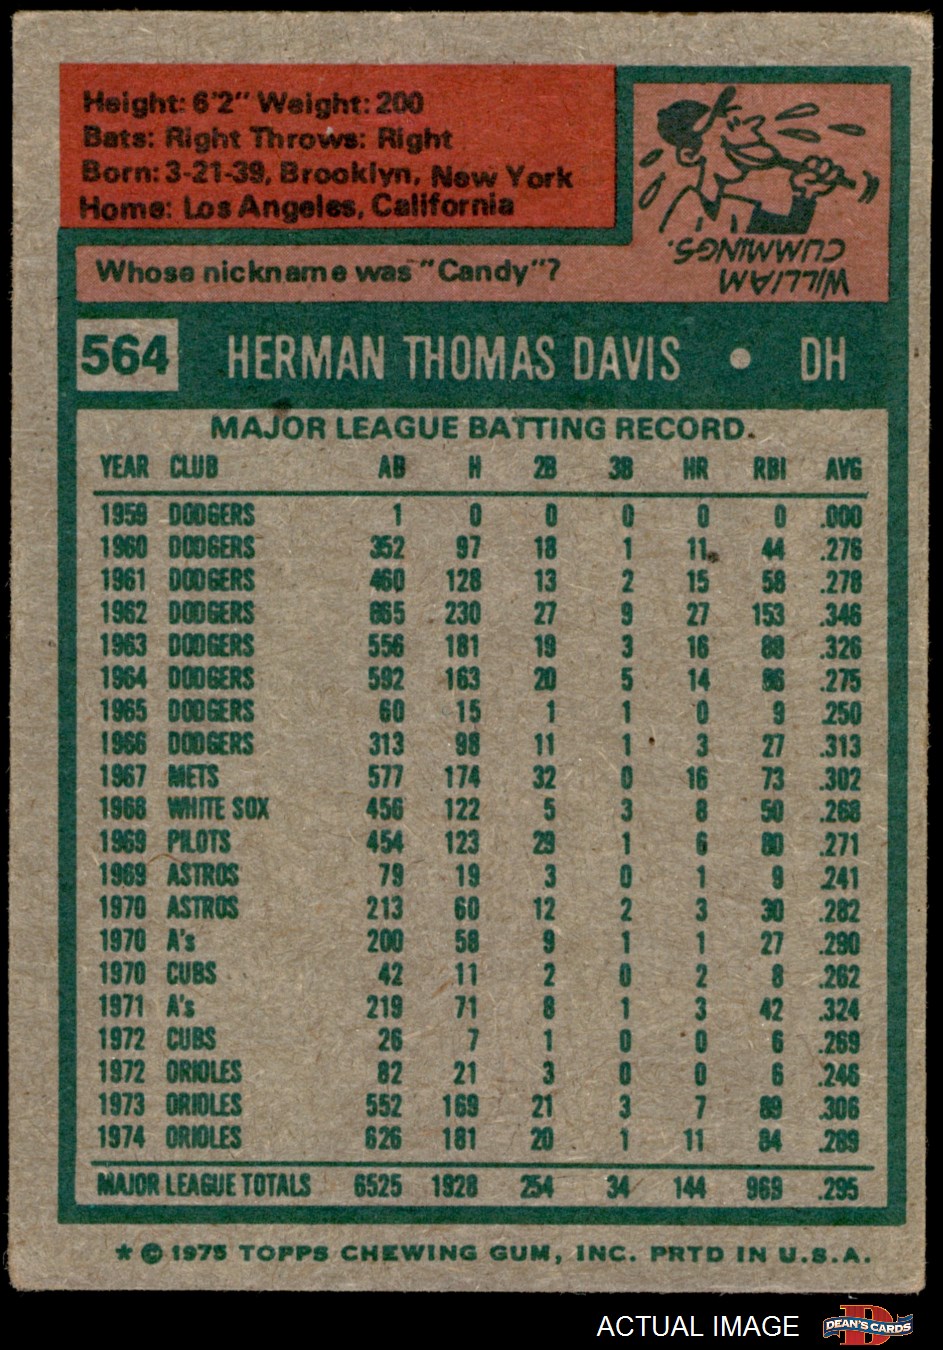 Height: 6'2" Weight: 200
Bats: Right Throws: Right
Born: 3-21-39, Brooklyn, New York
Home: Los Angeles, California
Whose nickname was "Candy"?
WILLIAM
CUMMINGS.
564 HERMAN THOMAS DAVIS • DH
MAJOR LEAGUE BATTING RECORD
YEAR CLUB AB H 2B 3B HR RBI AVG
1959 DODGERS 1 0 0 0 0 0 .000
1960 DODGERS 352 97 18 1 11 44 .276
1961 DODGERS 460 128 13 2 15 58 .278
1962 DODGERS 665 230 27 9 27 153 .346
1963 DODGERS 556 181 19 3 16 88 .326
1964 DODGERS 592 163 20 5 14 86 .275
1965 DODGERS 60 15 1 1 0 9 .250
1966 DODGERS 313 98 11 1 3 27 .313
1967 METS 577 174 32 0 16 73 .302
1968 WHITE SOX 456 122 5 3 8 50 .268
1969 PILOTS 454 123 29 1 6 80 .271
1969 ASTROS 79 19 3 0 1 9 .241
1970 ASTROS 213 60 12 2 3 30 .282
1970 A's 200 58 9 1 1 27 .290
1970 CUBS 42 11 2 0 2 8 .262
1971 A's 219 71 8 1 3 42 .324
1972 CUBS 26 7 1 0 0 6 .269
1972 ORIOLES 82 21 3 0 0 6 .246
1973 ORIOLES 552 169 21 3 7 89 .306
1974 ORIOLES 626 181 20 1 11 84 .289
MAJOR LEAGUE TOTALS 6525 1928 254 34 144 969 .295
* © 1975 TOPPS CHEWING GUM, INC. PRTD IN U.S.A.
ACTUAL IMAGE
D
DEAN'S CARDS